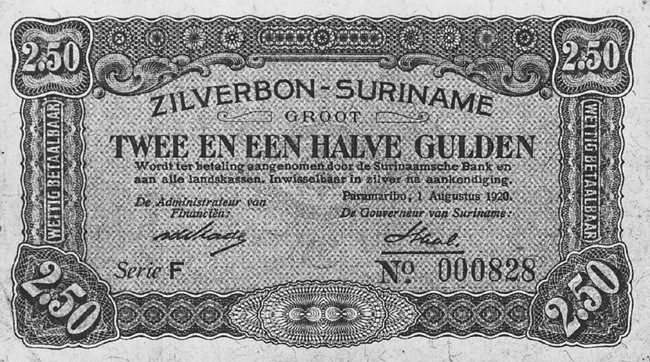 2.50 2.50
ZILVERBON-SURINAME
GROOT
TWEE EN EEN HALVE GULDEN
Wordt ter betaling aangenomen door de Surinaamsche Bank en
aan alle landskassen. Inwisselbaar in zilver na aankondiging.
Paramaribo, 1 Augustus 1920.
De Administrateur van
Financiën:
De Gouverneur van Suriname:
WETTIG BETAALBAAR
WETTIG BETAALBAAR
Serie F
No. 000828
2.50 2.50